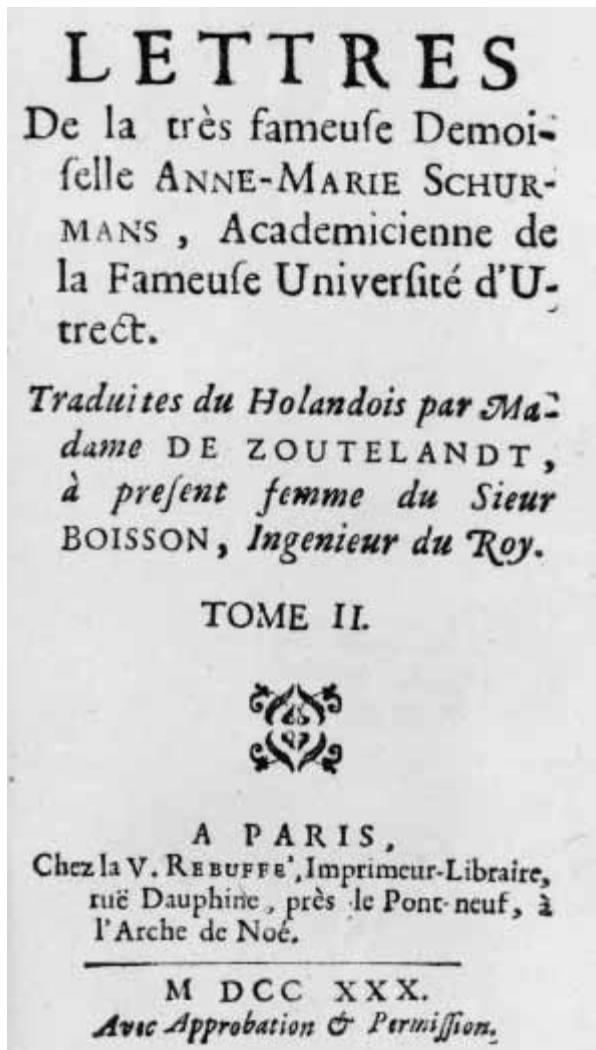 LETTRES
De la très fameuſe Demoi-
ſelle ANNE-MARIE SCHUR-
MANS, Academicienne de
la Fameuſe Univerſité d'U-
trect.
Traduites du Holandois par Ma-
dame DE ZOUTELANDT,
à preſent femme du Sieur
BOISSON, Ingenieur du Roy.
TOME II.
A PARIS,
Chez la V. REBUFFE', Imprimeur-Libraire,
ruë Dauphine, près le Pont-neuf, à
l'Arche de Noé.
M DCC XXX.
Avec Approbation & Permiſſion.